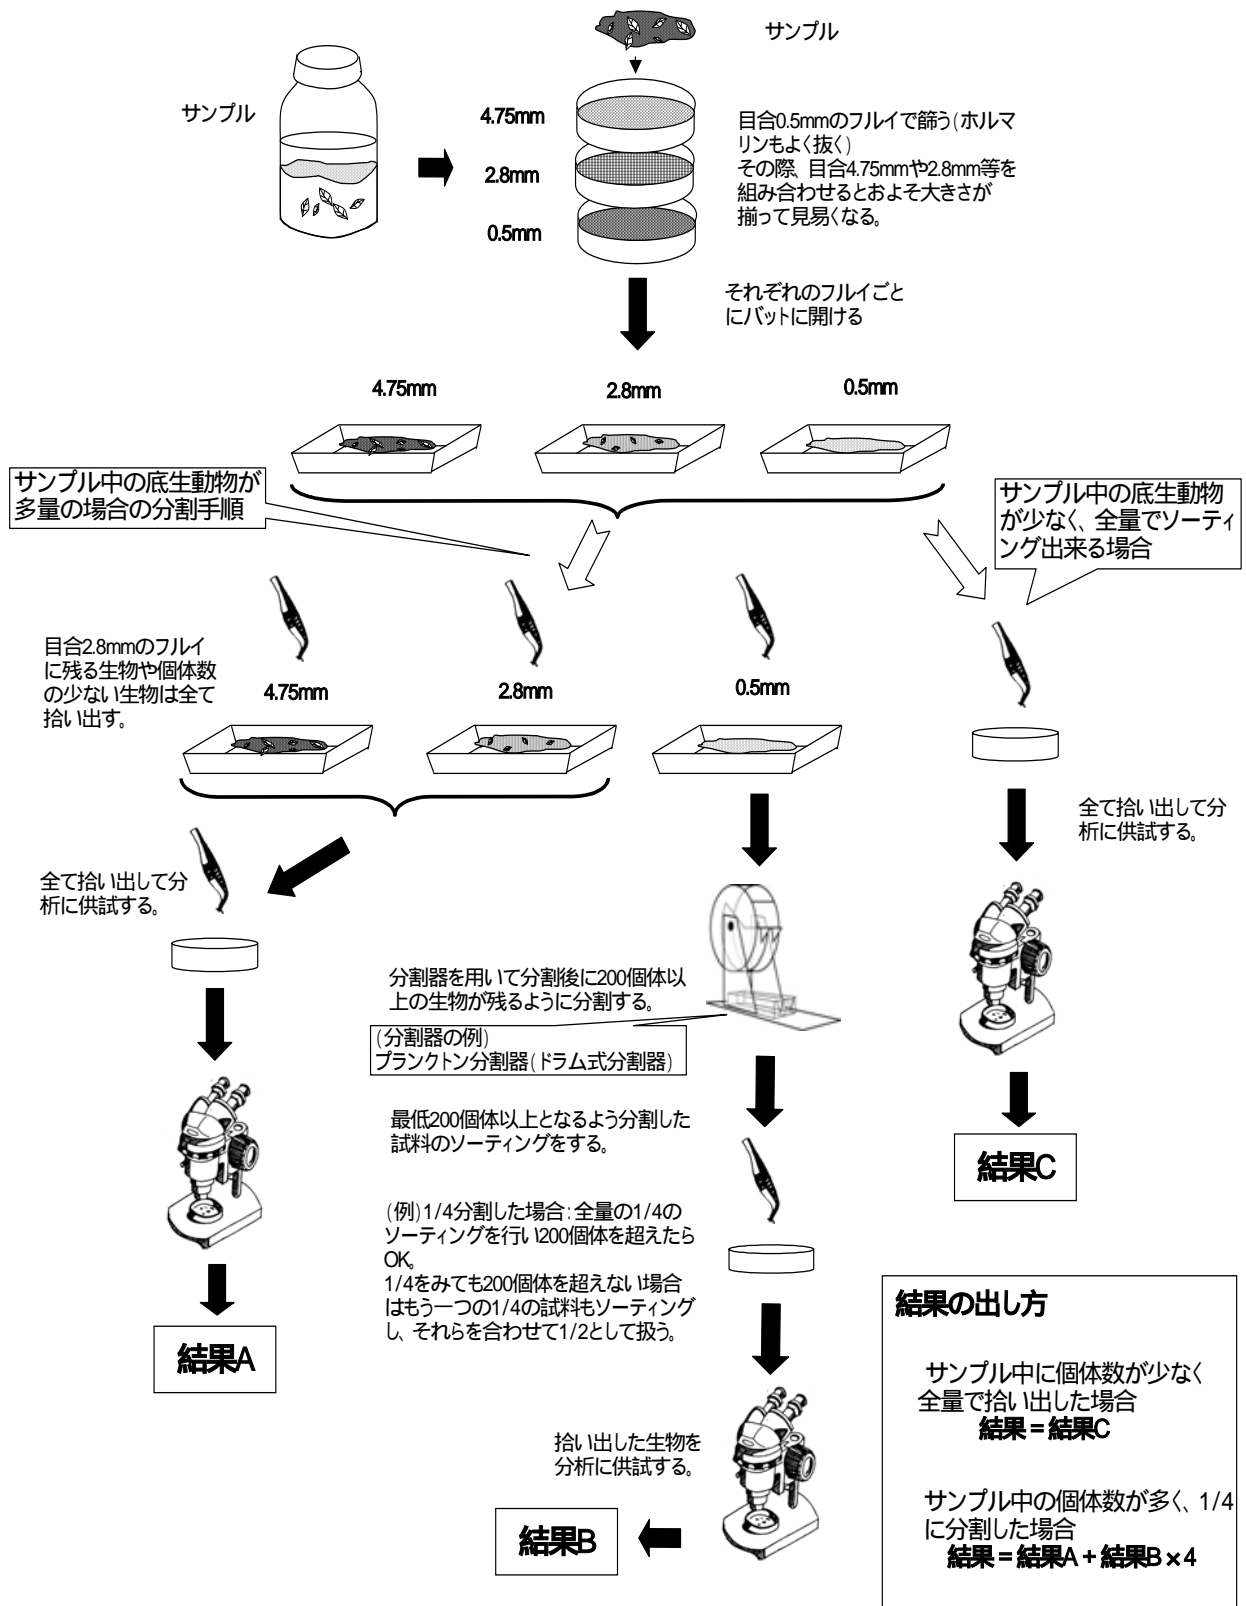 サンプル
サンプル
4.75mm
2.8mm
0.5mm
目合0.5mmのフルイで篩う(ホルマ
リンもよく抜く)
その際、目合4.75mmや2.8mm等を
組み合わせるとおよそ大きさが
揃って見易くなる。
それぞれのフルイごと
にバットに開ける
4.75mm
2.8mm
0.5mm
サンプル中の底生動物が
多量の場合の分割手順
サンプル中の底生動物
が少なく、全量でソーティ
ング出来る場合
目合2.8mmのフルイ
に残る生物や個体数
の少ない生物は全て
拾い出す。
4.75mm
2.8mm
0.5mm
全て拾い出して分
析に供試する。
全て拾い出して分
析に供試する。
分割器を用いて分割後に200個体以
上の生物が残るように分割する。
(分割器の例)
プランクトン分割器(ドラム式分割器)
最低200個体以上となるよう分割した
試料のソーティングをする。
(例)1/4分割した場合:全量の1/4の
ソーティングを行い200個体を超えたら
OK。
1/4をみても200個体を超えない場合
はもう一つの1/4の試料もソーティング
し、それらを合わせて1/2として扱う。
結果C
結果A
拾い出した生物を
分析に供試する。
結果B
結果の出し方
サンプル中に個体数が少なく
全量で拾い出した場合
結果=結果C
サンプル中の個体数が多く、1/4
に分割した場合
結果=結果A+結果B×4